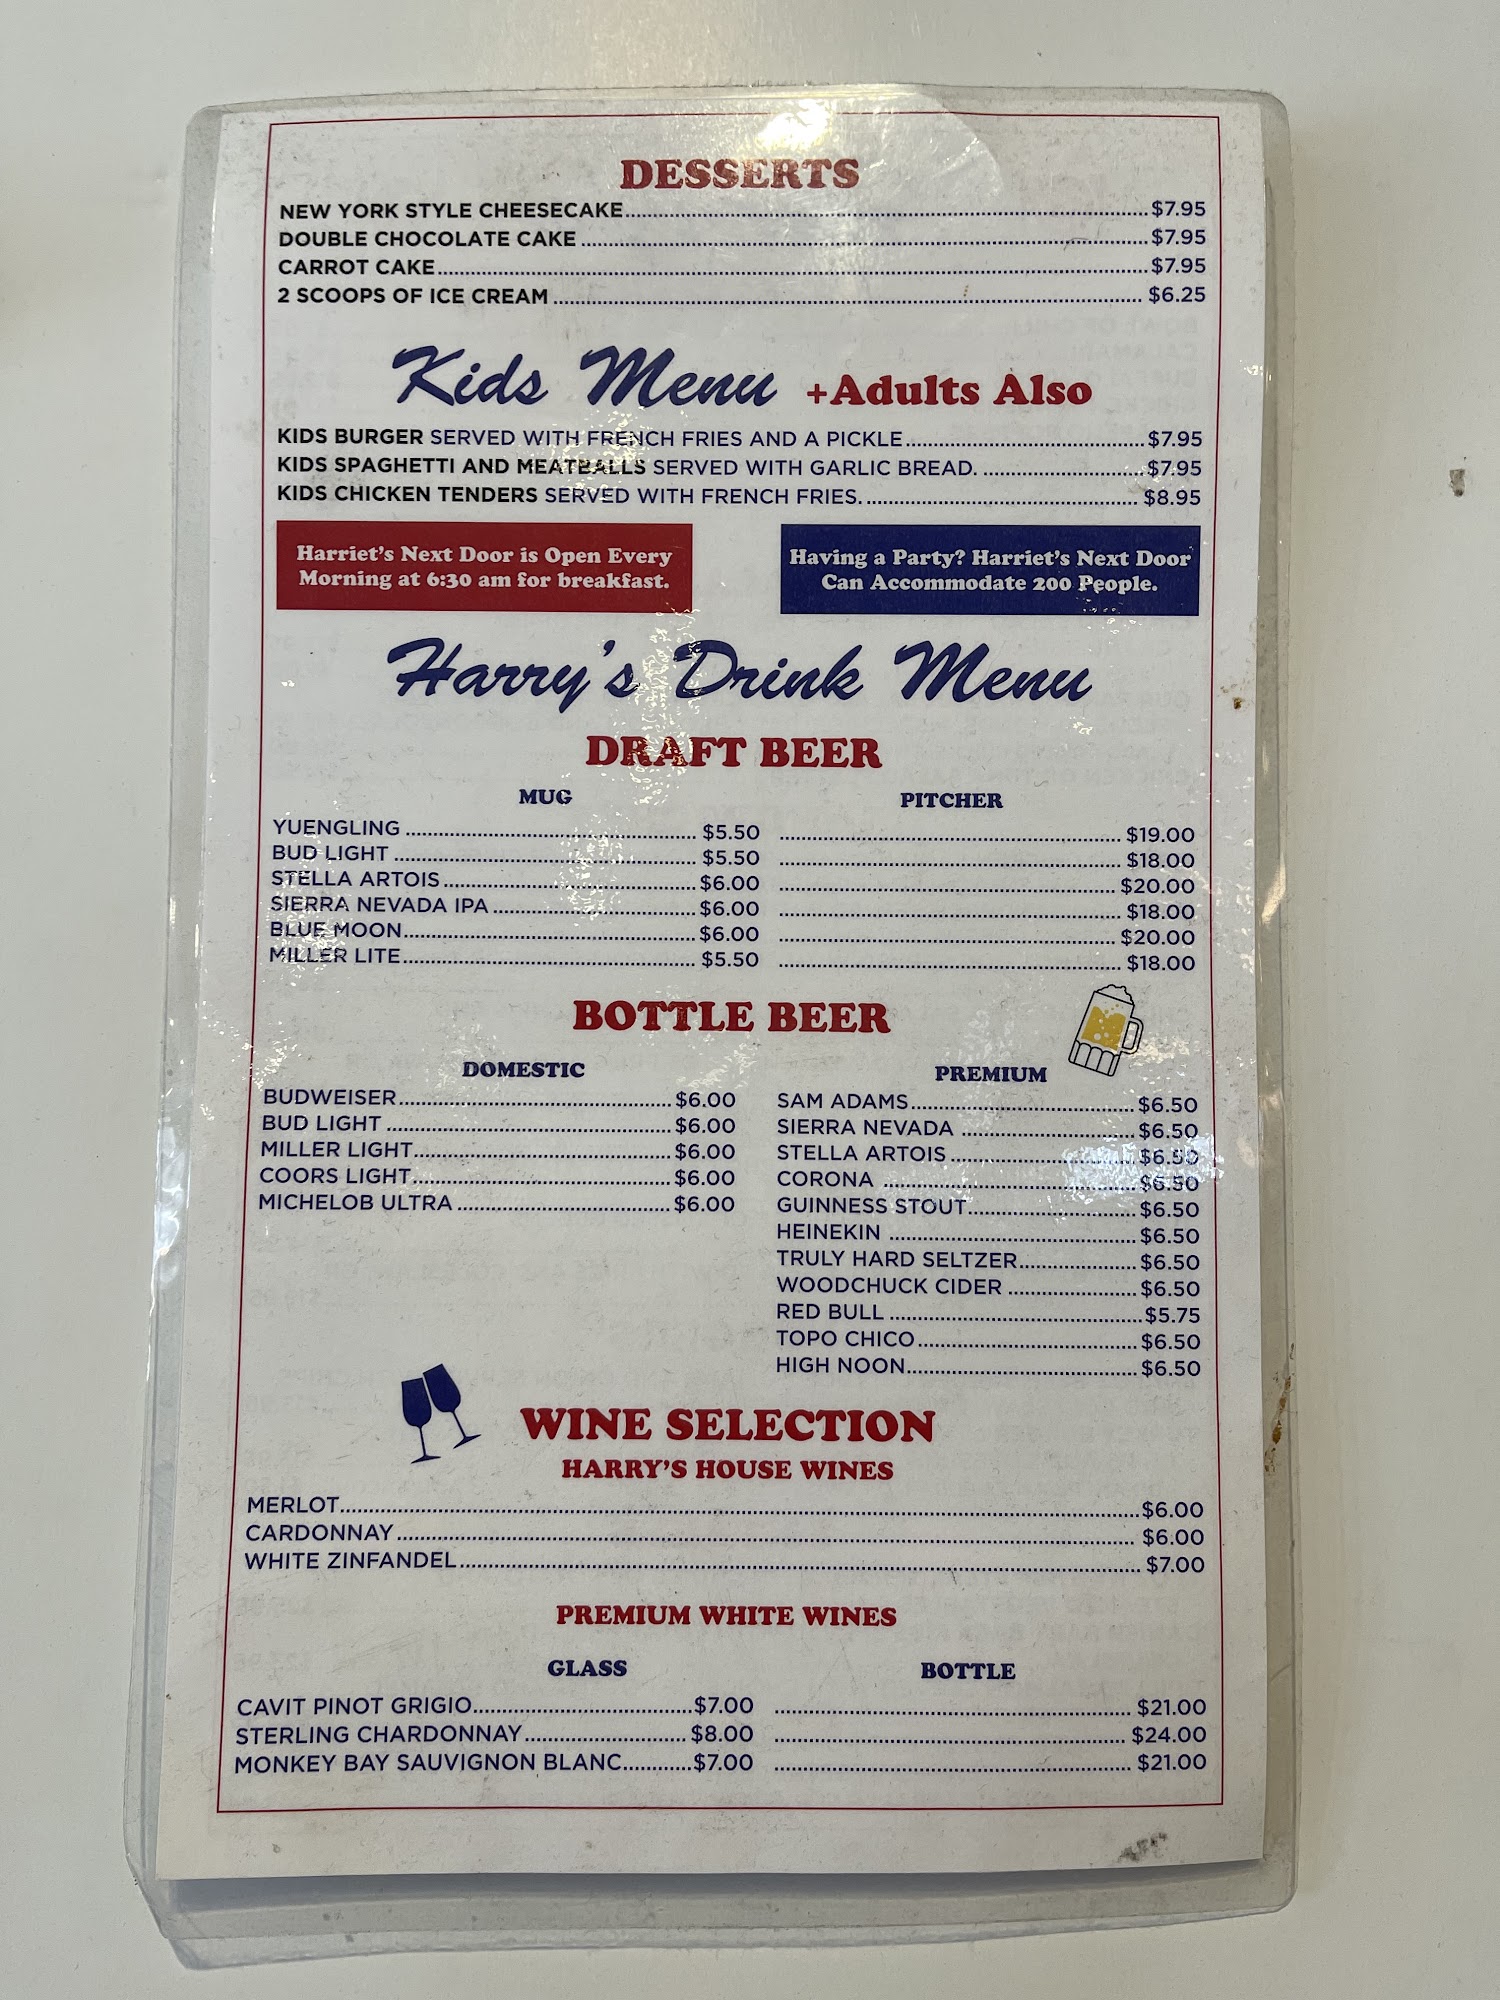 DESSERTS
NEW YORK STYLE CHEESECAKE $7.95
DOUBLE CHOCOLATE CAKE $7.95
CARROT CAKE $7.95
2 SCOOPS OF ICE CREAM $6.25
Kids Menu +Adults Also
KIDS BURGER SERVED WITH FRENCH FRIES AND A PICKLE $7.95
KIDS SPAGHETTI AND MEATBALLS SERVED WITH GARLIC BREAD. $7.95
KIDS CHICKEN TENDERS SERVED WITH FRENCH FRIES. $8.95
Harriet's Next Door is Open Every
Morning at 6:30 am for breakfast.
Having a Party? Harriet's Next Door
Can Accommodate 200 People.
Harry's Drink Menu
DRAFT BEER
MUG PITCHER
YUENGLING $5.50 $19.00
BUD LIGHT $5.50 $18.00
STELLA ARTOIS $6.00 $20.00
SIERRA NEVADA IPA $6.00 $18.00
BLUE MOON $6.00 $20.00
MILLER LITE $5.50 $18.00
BOTTLE BEER
DOMESTIC
BUDWEISER $6.00
BUD LIGHT $6.00
MILLER LIGHT $6.00
COORS LIGHT $6.00
MICHELOB ULTRA $6.00
PREMIUM
SAM ADAMS $6.50
SIERRA NEVADA $6.50
STELLA ARTOIS $6.50
CORONA $6.50
GUINNESS STOUT $6.50
HEINEKIN $6.50
TRULY HARD SELTZER $6.50
WOODCHUCK CIDER $6.50
RED BULL $5.75
TOPO CHICO $6.50
HIGH NOON $6.50
WINE SELECTION
HARRY'S HOUSE WINES
MERLOT $6.00
CARDONNAY $6.00
WHITE ZINFANDEL $7.00
PREMIUM WHITE WINES
GLASS BOTTLE
CAVIT PINOT GRIGIO $7.00 $21.00
STERLING CHARDONNAY $8.00 $24.00
MONKEY BAY SAUVIGNON BLANC $7.00 $21.00